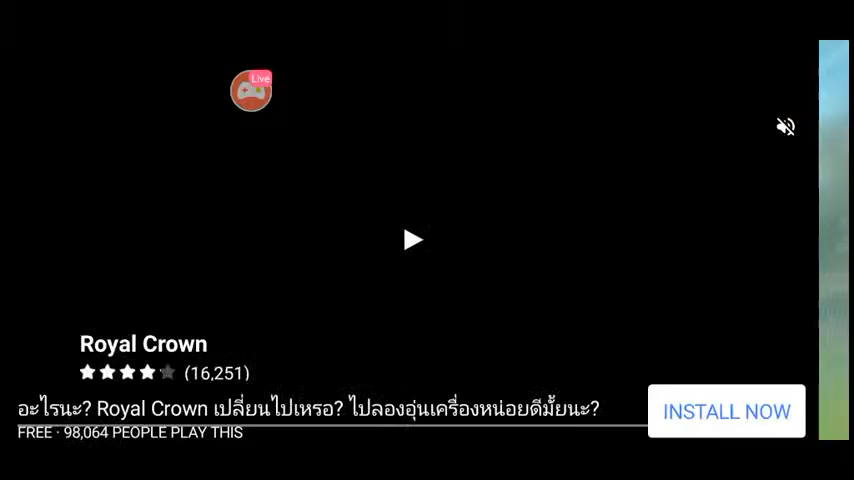 Live
Royal Crown
(16,251)
อะไรนะ? Royal Crown เปลี่ยนไปเหรอ? ไปลองอุ่นเครื่องหน่อยดีมั้ยนะ?
INSTALL NOW
FREE · 98,064 PEOPLE PLAY THIS